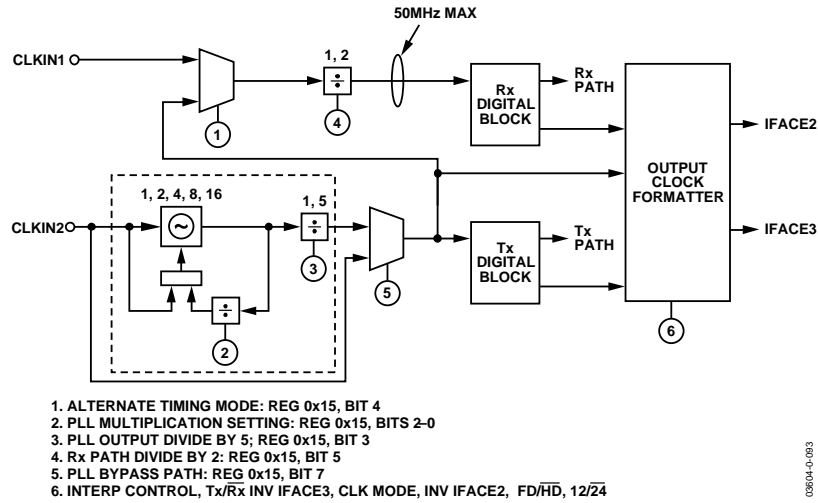 50MHz MAX
CLKIN1
1, 2
÷
4
1
Rx
DIGITAL
BLOCK
Rx
PATH
OUTPUT
CLOCK
FORMATTER
IFACE2
IFACE3
6
CLKIN2
1, 2, 4, 8, 16
~
÷
2
1, 5
÷
3
5
Tx
DIGITAL
BLOCK
Tx
PATH
1. ALTERNATE TIMING MODE: REG 0x15, BIT 4
2. PLL MULTIPLICATION SETTING: REG 0x15, BITS 2–0
3. PLL OUTPUT DIVIDE BY 5; REG 0x15, BIT 3
4. Rx PATH DIVIDE BY 2: REG 0x15, BIT 5
5. PLL BYPASS PATH: REG 0x15, BIT 7
6. INTERP CONTROL, Tx/R̅x̅ INV IFACE3, CLK MODE, INV IFACE2, FD/H̅D̅, 12/2̅4̅
03604-0-093